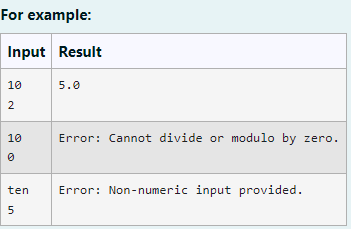 For example:
Input Result
10 5.0
2
10 Error: Cannot divide or modulo by zero.
0
ten Error: Non-numeric input provided.
5